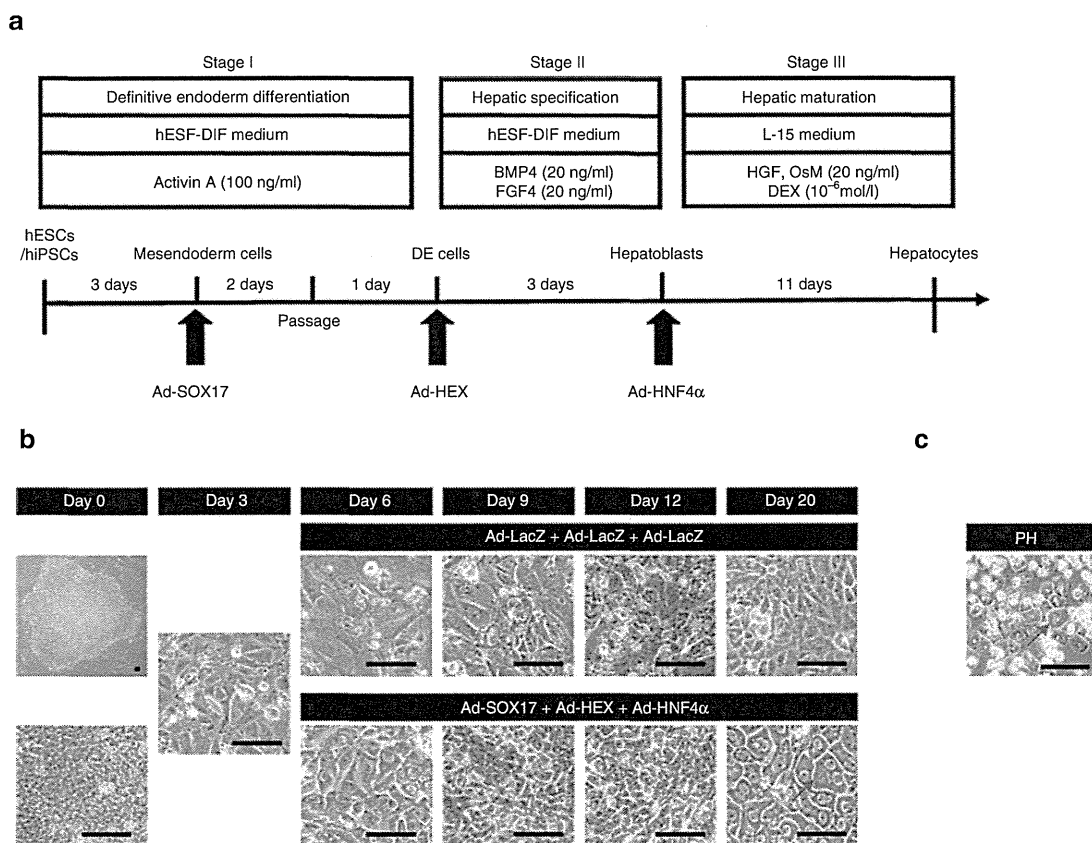 a
Stage I
Stage II
Stage III
Definitive endoderm differentiation
Hepatic specification
Hepatic maturation
hESF-DIF medium
hESF-DIF medium
L-15 medium
Activin A (100 ng/ml)
BMP4 (20 ng/ml)
FGF4 (20 ng/ml)
HGF, OsM (20 ng/ml)
DEX (10⁻⁶mol/l)
hESCs
/hiPSCs
Mesendoderm cells
DE cells
Hepatoblasts
Hepatocytes
3 days
2 days
1 day
3 days
11 days
Passage
Ad-SOX17
Ad-HEX
Ad-HNF4α
b
c
Day 0
Day 3
Day 6
Day 9
Day 12
Day 20
Ad-LacZ + Ad-LacZ + Ad-LacZ
PH
Ad-SOX17 + Ad-HEX + Ad-HNF4α